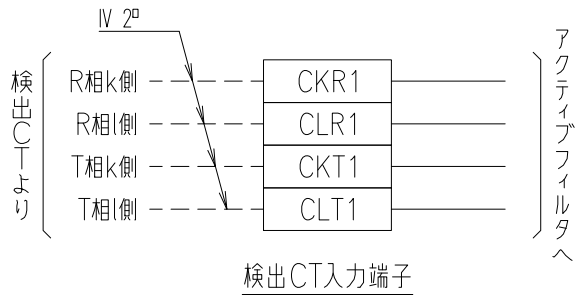 IV 2□
検出CTより
R相k側 CKR1
R相l側 CLR1
T相k側 CKT1
T相l側 CLT1
アクティブフィルタへ
検出CT入力端子